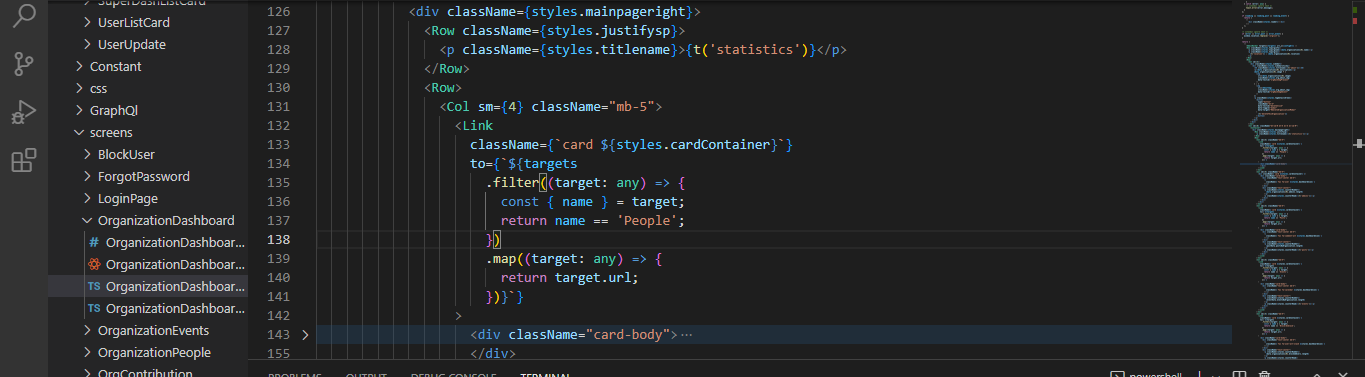 SuperDashListCard
UserListCard
UserUpdate
Constant
css
GraphQl
screens
BlockUser
ForgotPassword
LoginPage
OrganizationDashboard
# OrganizationDashboar...
OrganizationDashboar...
TS OrganizationDashboar...
TS OrganizationDashboar...
OrganizationEvents
OrganizationPeople
OrgContribution
126 <div className={styles.mainpageright}>
127 <Row className={styles.justifysp}>
128 <p className={styles.titlename}>{t('statistics')}</p>
129 </Row>
130 <Row>
131 <Col sm={4} className="mb-5">
132 <Link
133 className={`card ${styles.cardContainer}`}
134 to={`${targets
135 .filter((target: any) => {
136 const { name } = target;
137 return name == 'People';
138 })
139 .map((target: any) => {
140 return target.url;
141 })}`}
142 >
143 <div className="card-body">···
155 </div>
PROBLEMS OUTPUT DEBUG CONSOLE TERMINAL
powershell